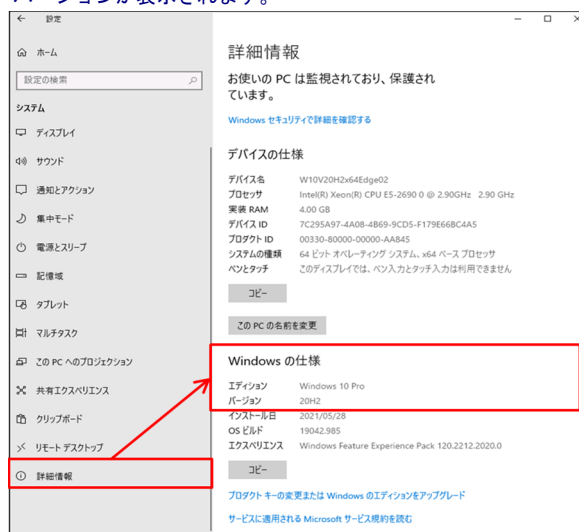 バージョンが表示されます。
← 設定
ホーム
設定の検索
システム
ディスプレイ
サウンド
通知とアクション
集中モード
電源とスリープ
記憶域
タブレット
マルチタスク
この PC へのプロジェクション
共有エクスペリエンス
クリップボード
リモート デスクトップ
詳細情報
詳細情報
お使いの PC は監視されており、保護され
ています。
Windows セキュリティで詳細を確認する
デバイスの仕様
デバイス名 W10V20H2x64Edge02
プロセッサ Intel(R) Xeon(R) CPU E5-2690 0 @ 2.90GHz 2.90 GHz
実装 RAM 4.00 GB
デバイス ID 7C295A97-4A08-4B69-9CD5-F179E66BC4A5
プロダクト ID 00330-80000-00000-AA845
システムの種類 64 ビット オペレーティング システム、x64 ベース プロセッサ
ペンとタッチ このディスプレイでは、ペン入力とタッチ入力は利用できません
コピー
この PC の名前を変更
Windows の仕様
エディション Windows 10 Pro
バージョン 20H2
インストール日 2021/05/28
OS ビルド 19042.985
エクスペリエンス Windows Feature Experience Pack 120.2212.2020.0
コピー
プロダクト キーの変更または Windows のエディションをアップグレード
サービスに適用される Microsoft サービス規約を読む